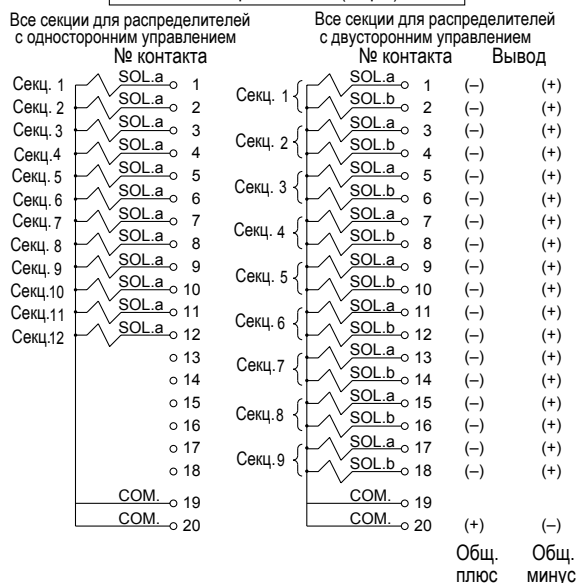 Все секции для распределителей
с односторонним управлением
№ контакта
Секц. 1 SOL.a 1
Секц. 2 SOL.a 2
Секц. 3 SOL.a 3
Секц.4 SOL.a 4
Секц. 5 SOL.a 5
Секц. 6 SOL.a 6
Секц.7 SOL.a 7
Секц. 8 SOL.a 8
Секц. 9 SOL.a 9
Секц.10 SOL.a 10
Секц.11 SOL.a 11
Секц.12 SOL.a 12
13
14
15
16
17
18
COM. 19
COM. 20
Все секции для распределителей
с двусторонним управлением
№ контакта Вывод
Секц. 1 SOL.a 1 (–) (+)
SOL.b 2 (–) (+)
Секц. 2 SOL.a 3 (–) (+)
SOL.b 4 (–) (+)
Секц. 3 SOL.a 5 (–) (+)
SOL.b 6 (–) (+)
Секц. 4 SOL.a 7 (–) (+)
SOL.b 8 (–) (+)
Секц. 5 SOL.a 9 (–) (+)
SOL.b 10 (–) (+)
Секц. 6 SOL.a 11 (–) (+)
SOL.b 12 (–) (+)
Секц.7 SOL.a 13 (–) (+)
SOL.b 14 (–) (+)
Секц.8 SOL.a 15 (–) (+)
SOL.b 16 (–) (+)
Секц.9 SOL.a 17 (–) (+)
SOL.b 18 (–) (+)
COM. 19
COM. 20 (+) (–)
Общ. Общ.
плюс минус